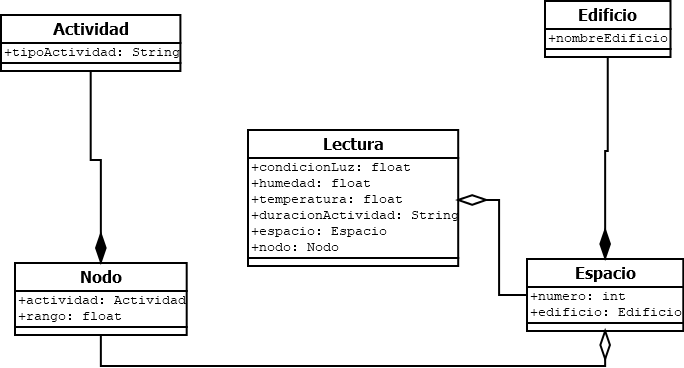 Actividad
+tipoActividad: String
Edificio
+nombreEdificio
Lectura
+condicionLuz: float
+humedad: float
+temperatura: float
+duracionActividad: String
+espacio: Espacio
+nodo: Nodo
Nodo
+actividad: Actividad
+rango: float
Espacio
+numero: int
+edificio: Edificio